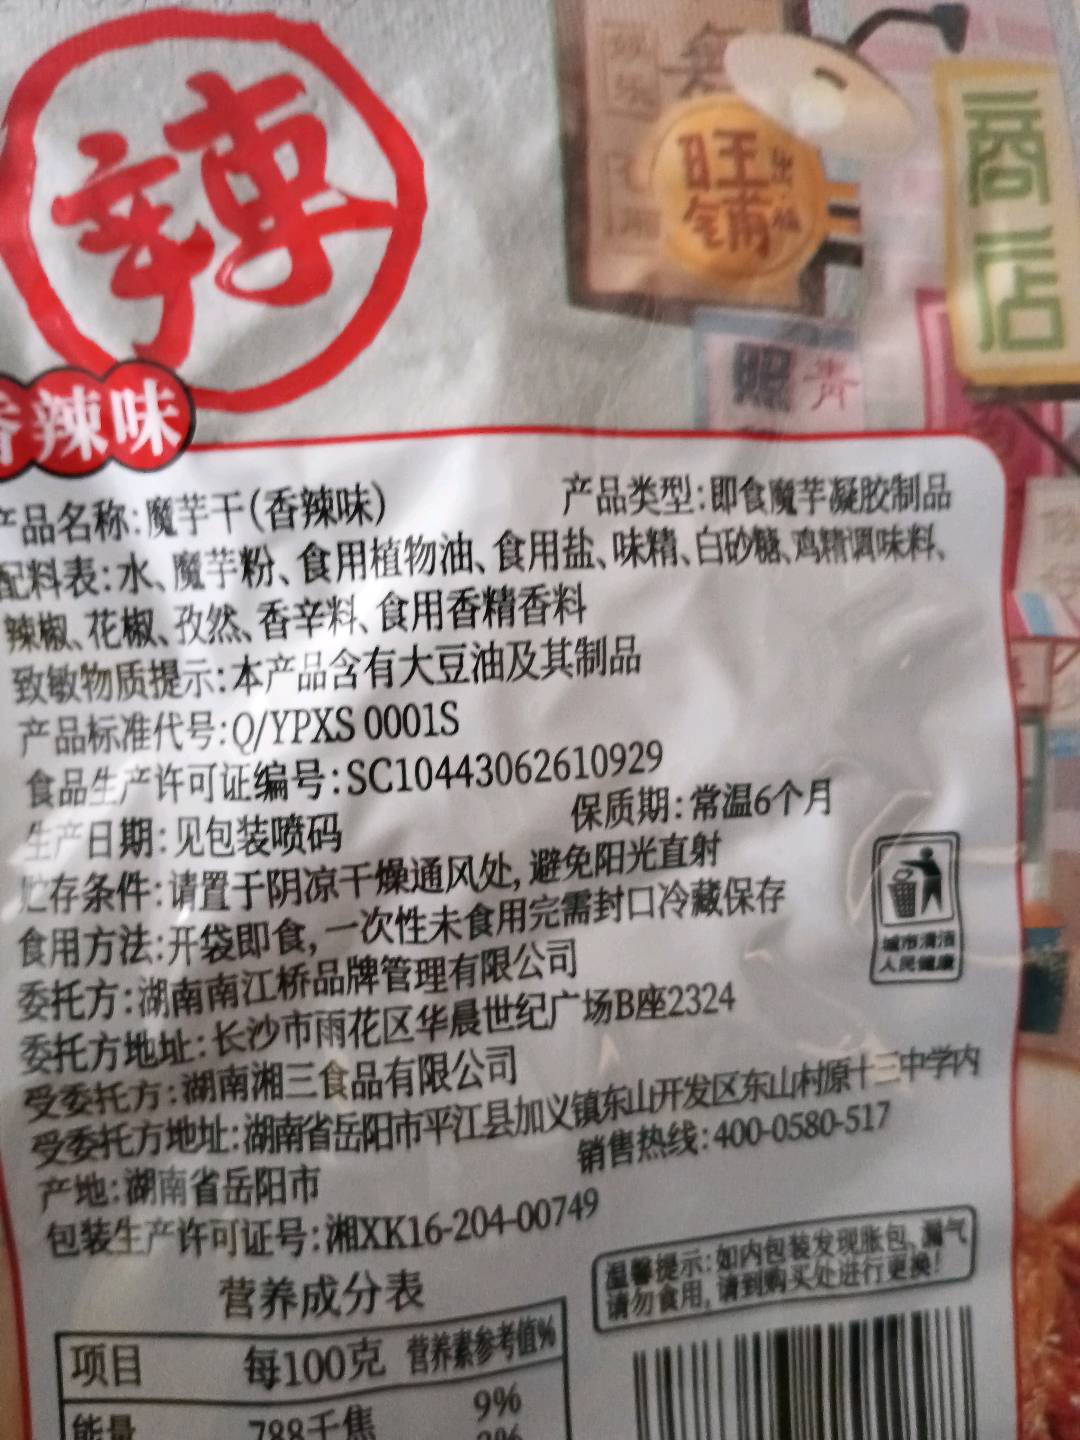 辣
旺铺
商店
辣味
产品名称:魔芋干(香辣味)
产品类型:即食魔芋凝胶制品
配料表:水、魔芋粉、食用植物油、食用盐、味精、白砂糖、鸡精调味料、
辣椒、花椒、孜然、香辛料、食用香精香料
致敏物质提示:本产品含有大豆油及其制品
产品标准代号:Q/YPXS 0001S
食品生产许可证编号:SC10443062610929
生产日期:见包装喷码
保质期:常温6个月
贮存条件:请置于阴凉干燥通风处,避免阳光直射
食用方法:开袋即食,一次性未食用完需封口冷藏保存
城市清洁
人民健康
委托方:湖南南江桥品牌管理有限公司
委托方地址:长沙市雨花区华晨世纪广场B座2324
受委托方:湖南湘三食品有限公司
受委托方地址:湖南省岳阳市平江县加义镇东山开发区东山村原十三中学内
产地:湖南省岳阳市
销售热线:400-0580-517
包装生产许可证号:湘XK16-204-00749
温馨提示:如内包装发现胀包、漏气
请勿食用,请到购买处进行更换!
营养成分表
项目 每100克 营养素参考值%
能量 788千焦 9%